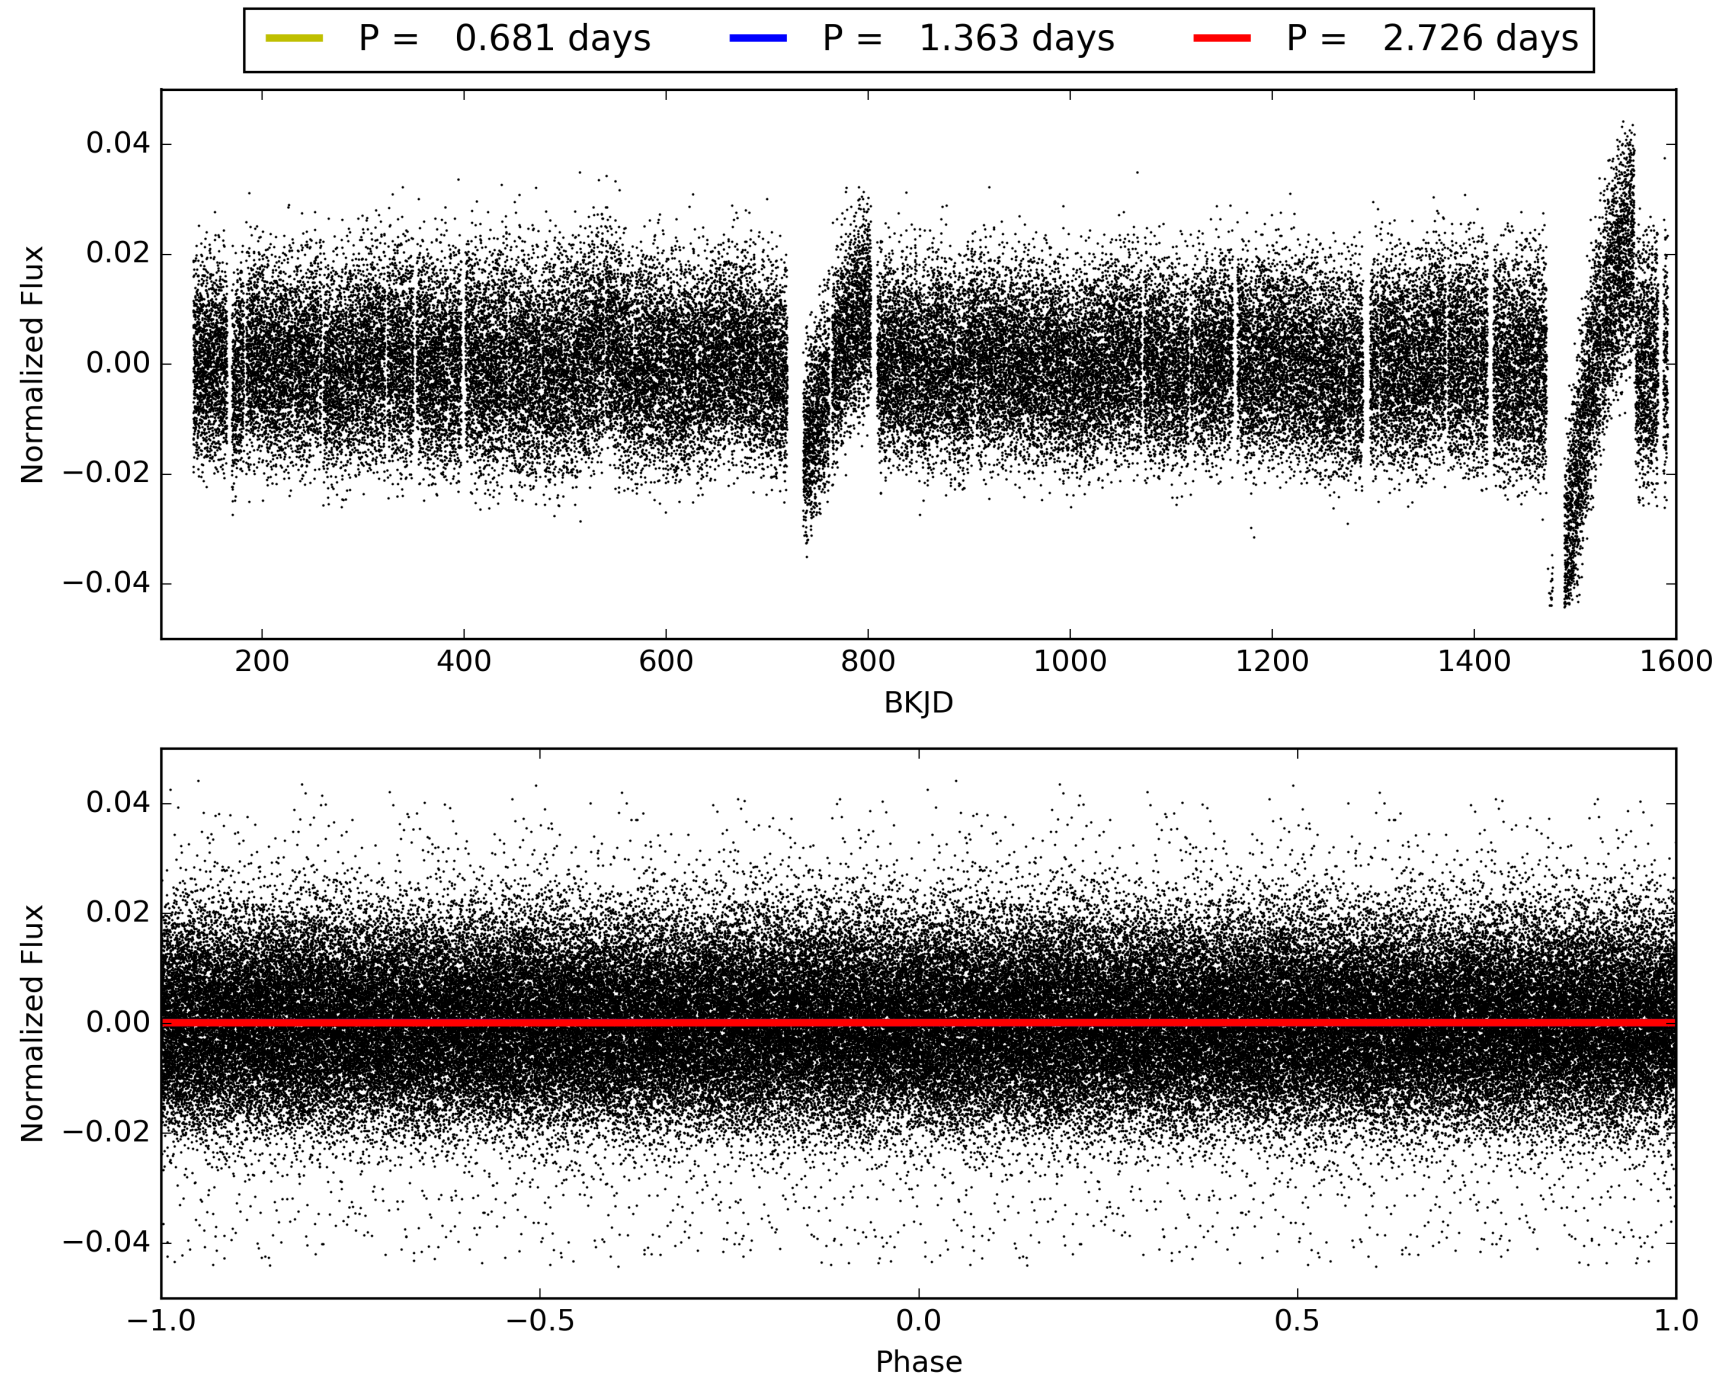 P = 0.681 days P = 1.363 days P = 2.726 days
0.04
0.02
0.00
−0.02
−0.04
Normalized Flux
200 400 600 800 1000 1200 1400 1600
BKJD
0.04
0.02
0.00
−0.02
−0.04
Normalized Flux
−1.0 −0.5 0.0 0.5 1.0
Phase